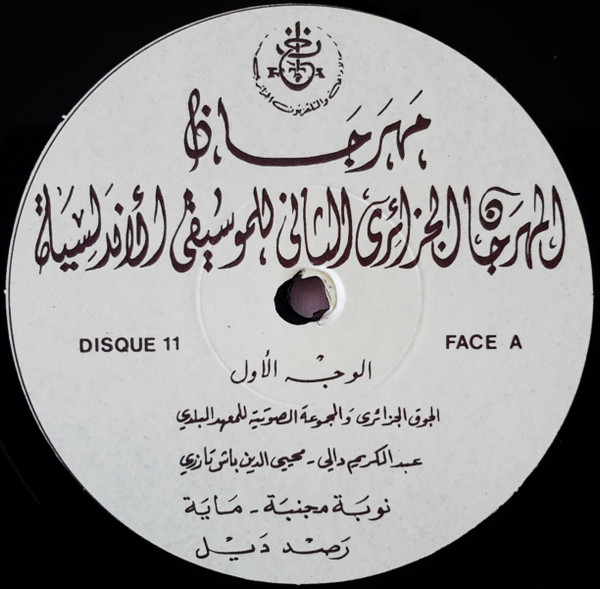 مهرجان
المهرجان الجزائري الثاني للموسيقى الأندلسية
DISQUE 11
FACE A
الوجه الأول
الجوق الجزائري والمجموعة الصوتية للمعهد البلدي
عبد الكريم دالي - محيي الدين باش تازري
نوبة مجنبة - ماية
رصد ديل